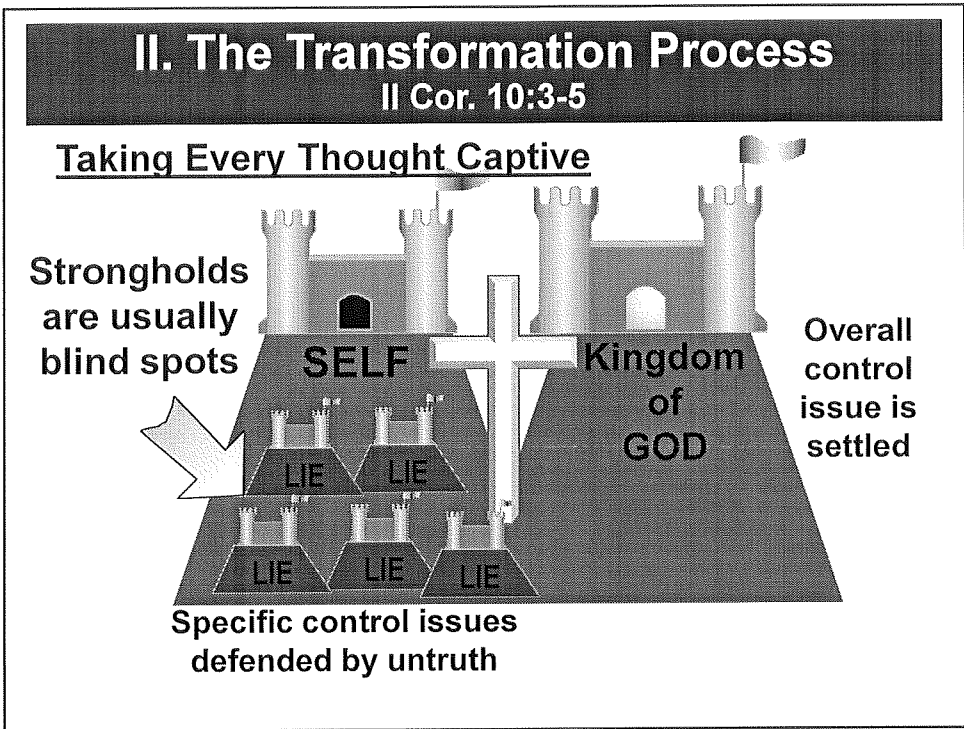 II. The Transformation Process
II Cor. 10:3-5
Taking Every Thought Captive
Strongholds
are usually
blind spots
SELF
Kingdom
of
GOD
Overall
control
issue is
settled
LIE
LIE
LIE
LIE
LIE
Specific control issues
defended by untruth